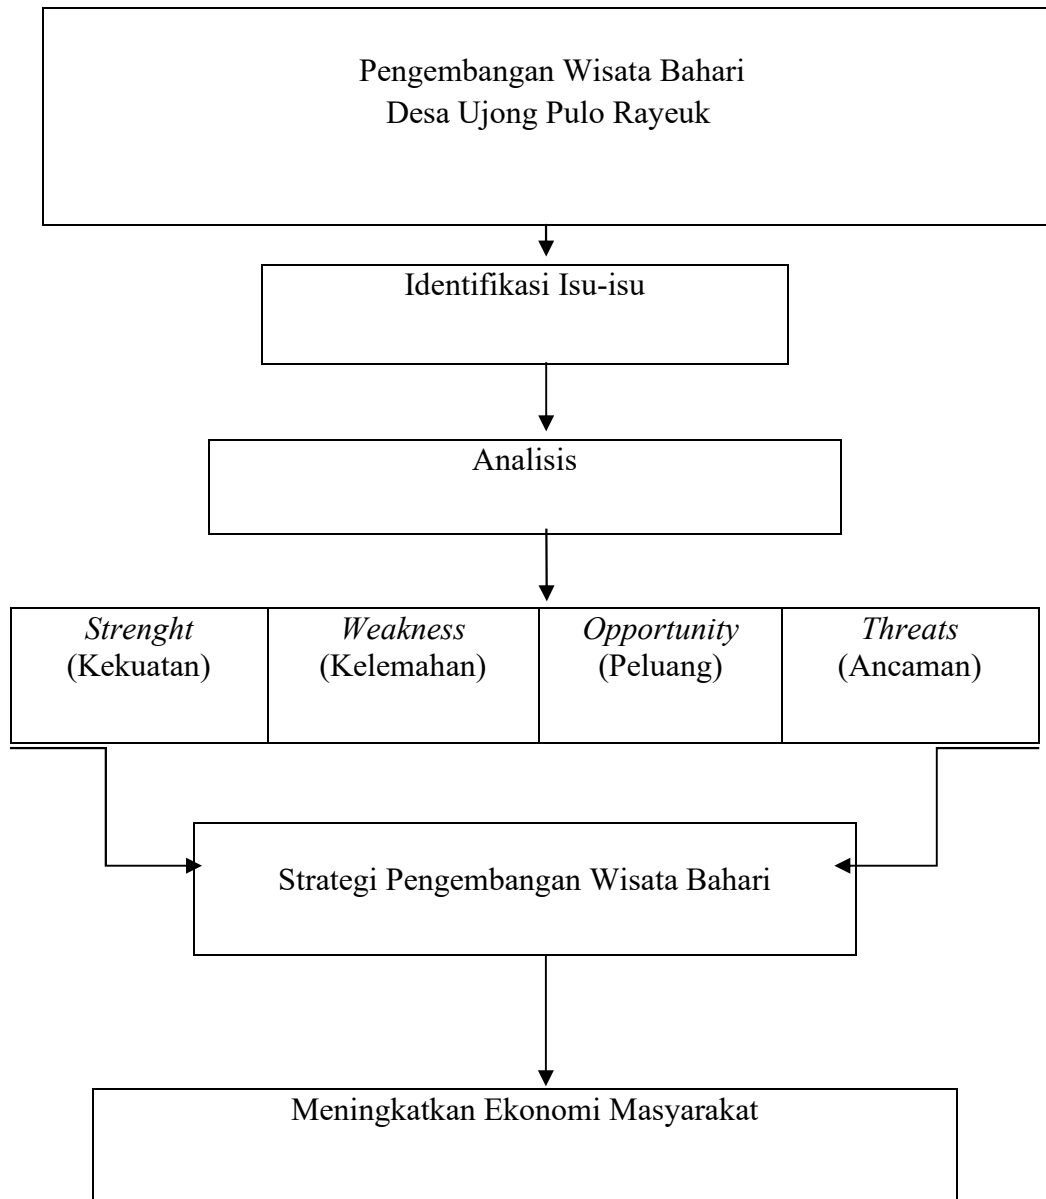 Pengembangan Wisata Bahari
Desa Ujong Pulo Rayeuk
Identifikasi Isu-isu
Analisis
Strenght
(Kekuatan)
Weakness
(Kelemahan)
Opportunity
(Peluang)
Threats
(Ancaman)
Strategi Pengembangan Wisata Bahari
Meningkatkan Ekonomi Masyarakat